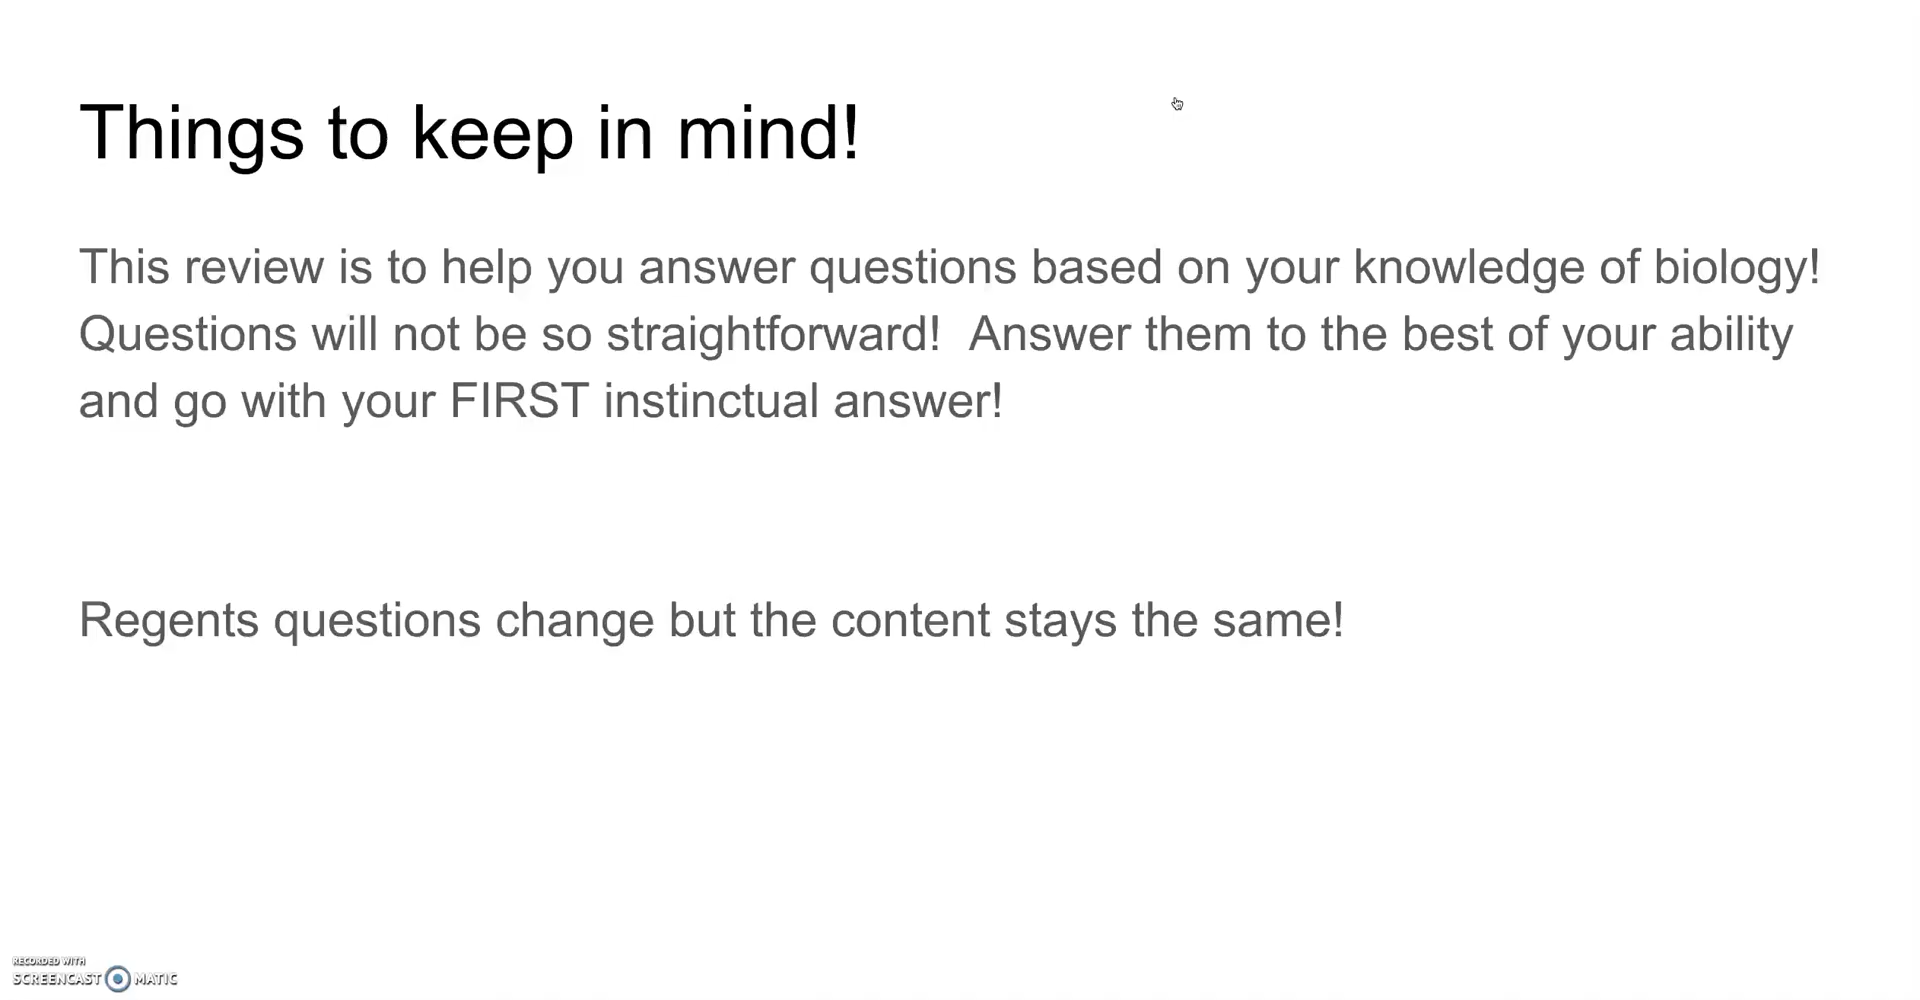 Things to keep in mind!
This review is to help you answer questions based on your knowledge of biology!
Questions will not be so straightforward!  Answer them to the best of your ability
and go with your FIRST instinctual answer!
Regents questions change but the content stays the same!
RECORDED WITH
SCREENCAST MATIC